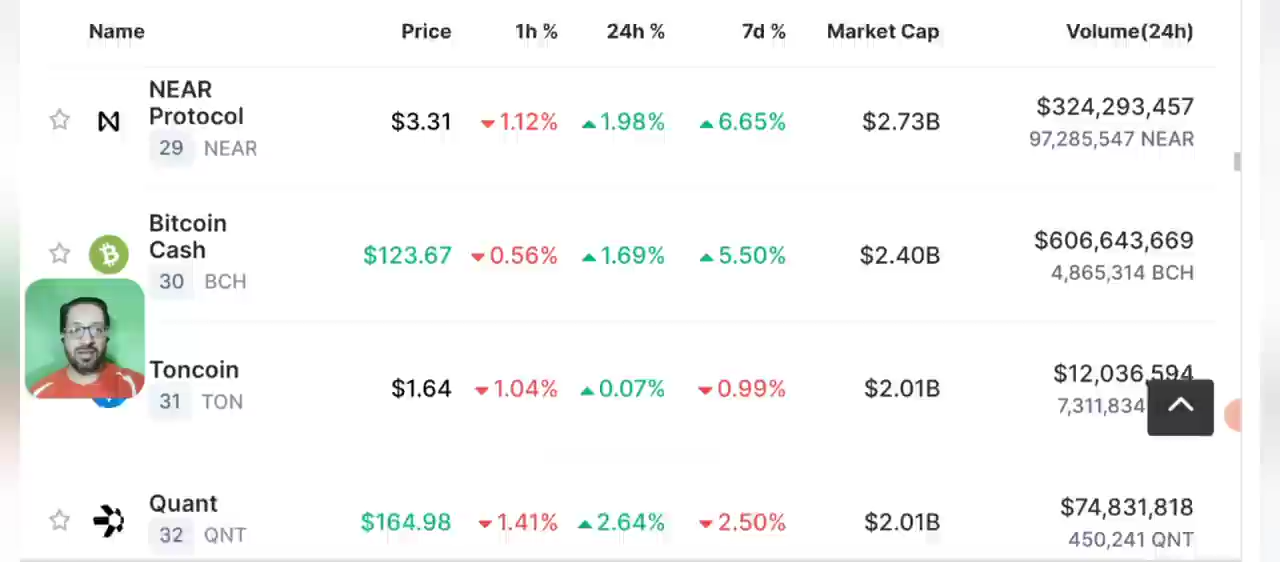 Name Price 1h % 24h % 7d % Market Cap Volume(24h)
NEAR
Protocol
29 NEAR
$3.31 1.12% 1.98% 6.65% $2.73B $324,293,457
97,285,547 NEAR
Bitcoin
Cash
30 BCH
$123.67 0.56% 1.69% 5.50% $2.40B $606,643,669
4,865,314 BCH
Toncoin
31 TON
$1.64 1.04% 0.07% 0.99% $2.01B $12,036,594
7,311,834
Quant
32 QNT
$164.98 1.41% 2.64% 2.50% $2.01B $74,831,818
450,241 QNT